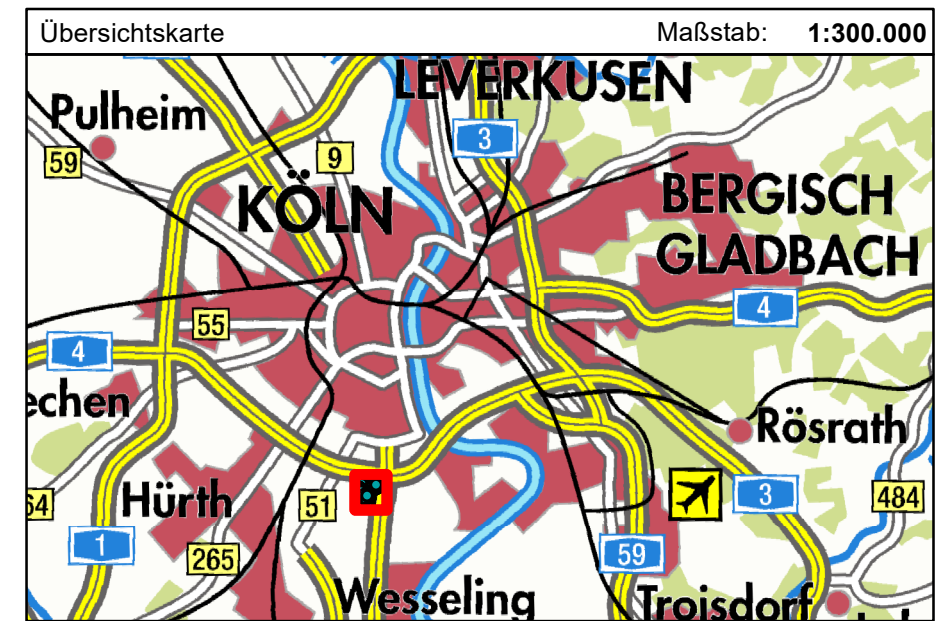 Übersichtskarte Maßstab: 1:300.000
LEVERKUSEN
Pulheim
3
59
9
KÖLN
BERGISCH
GLADBACH
4
55
4
echen
Rösrath
64
Hürth
51
3
484
1
265
59
Wesseling
Troisdorf